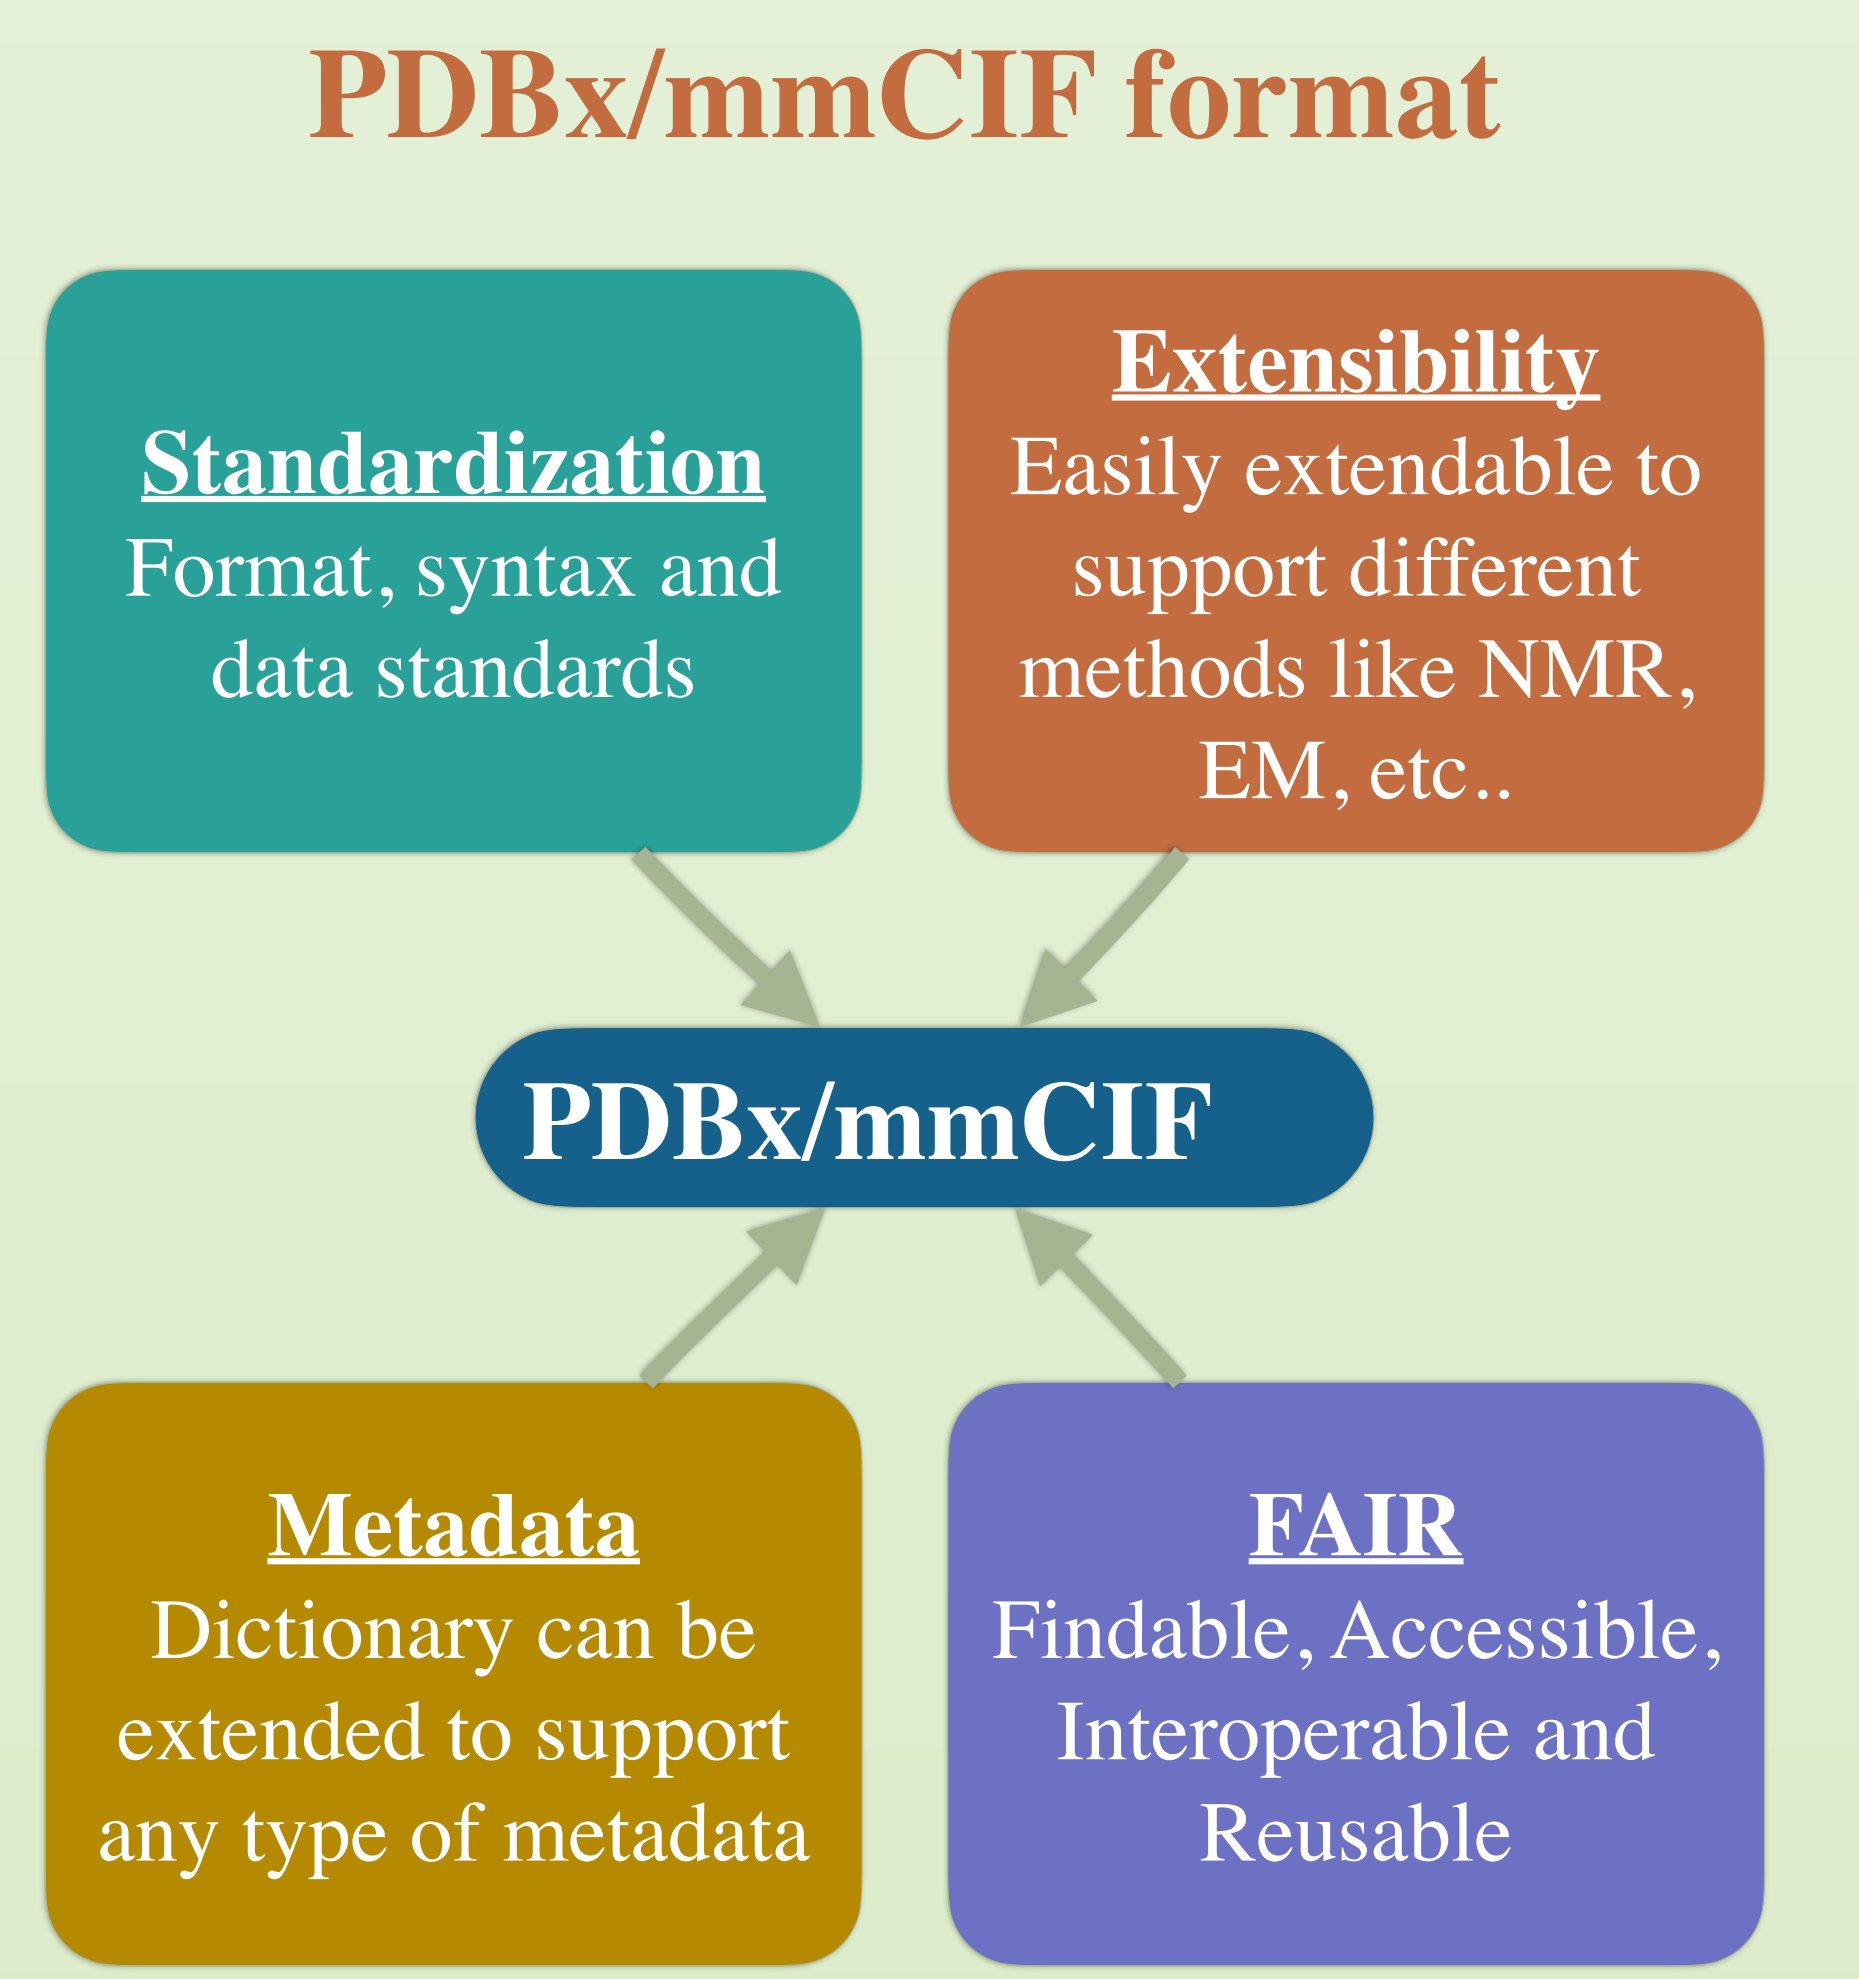 PDBx/mmCIF format
Standardization
Format, syntax and
data standards
Extensibility
Easily extendable to
support different
methods like NMR,
EM, etc..
PDBx/mmCIF
Metadata
Dictionary can be
extended to support
any type of metadata
FAIR
Findable, Accessible,
Interoperable and
Reusable